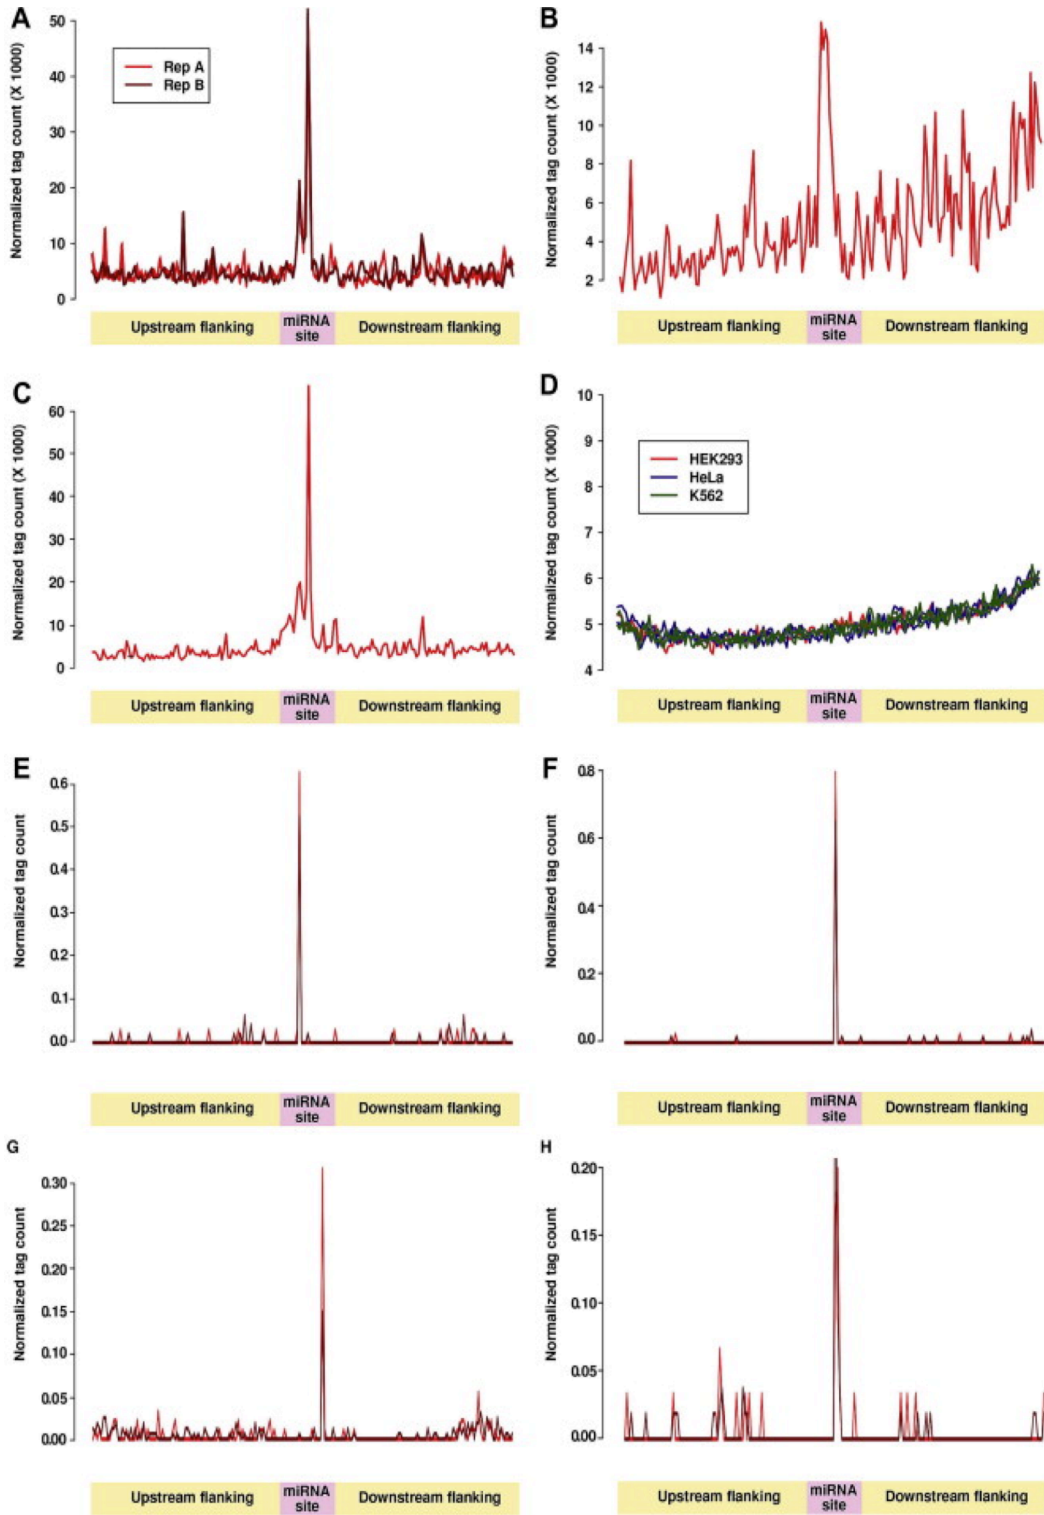 A
Normalized tag count (X 1000)
50
40
30
20
10
0
Rep A
Rep B
Upstream flanking
miRNA
site
Downstream flanking
B
Normalized tag count (X 1000)
14
12
10
8
6
4
2
Upstream flanking
miRNA
site
Downstream flanking
C
Normalized tag count (X 1000)
60
50
40
30
20
10
0
Upstream flanking
miRNA
site
Downstream flanking
D
Normalized tag count (X 1000)
10
9
8
7
6
5
4
HEK293
HeLa
K562
Upstream flanking
miRNA
site
Downstream flanking
E
Normalized tag count
0.6
0.5
0.4
0.3
0.2
0.1
0.0
Upstream flanking
miRNA
site
Downstream flanking
F
Normalized tag count
0.8
0.6
0.4
0.2
0.0
Upstream flanking
miRNA
site
Downstream flanking
G
Normalized tag count
0.30
0.25
0.20
0.15
0.10
0.05
0.00
Upstream flanking
miRNA
site
Downstream flanking
H
Normalized tag count
0.20
0.15
0.10
0.05
0.00
Upstream flanking
miRNA
site
Downstream flanking